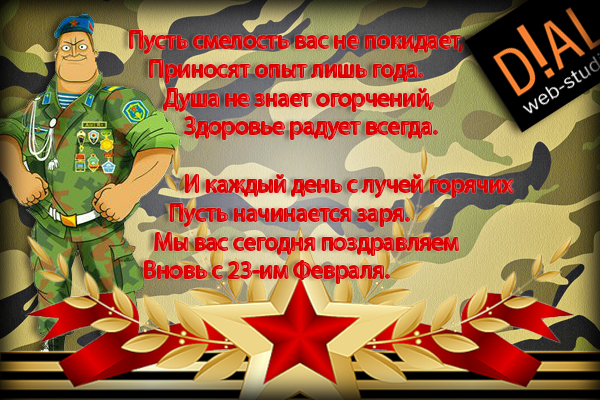 Пусть смелость вас не покидает,
Приносят опыт лишь года.
Душа не знает огорчений,
Здоровье радует всегда.
И каждый день с лучей горячих
Пусть начинается заря.
Мы вас сегодня поздравляем
Вновь с 23-им Февраля.
D!AL
web-studi